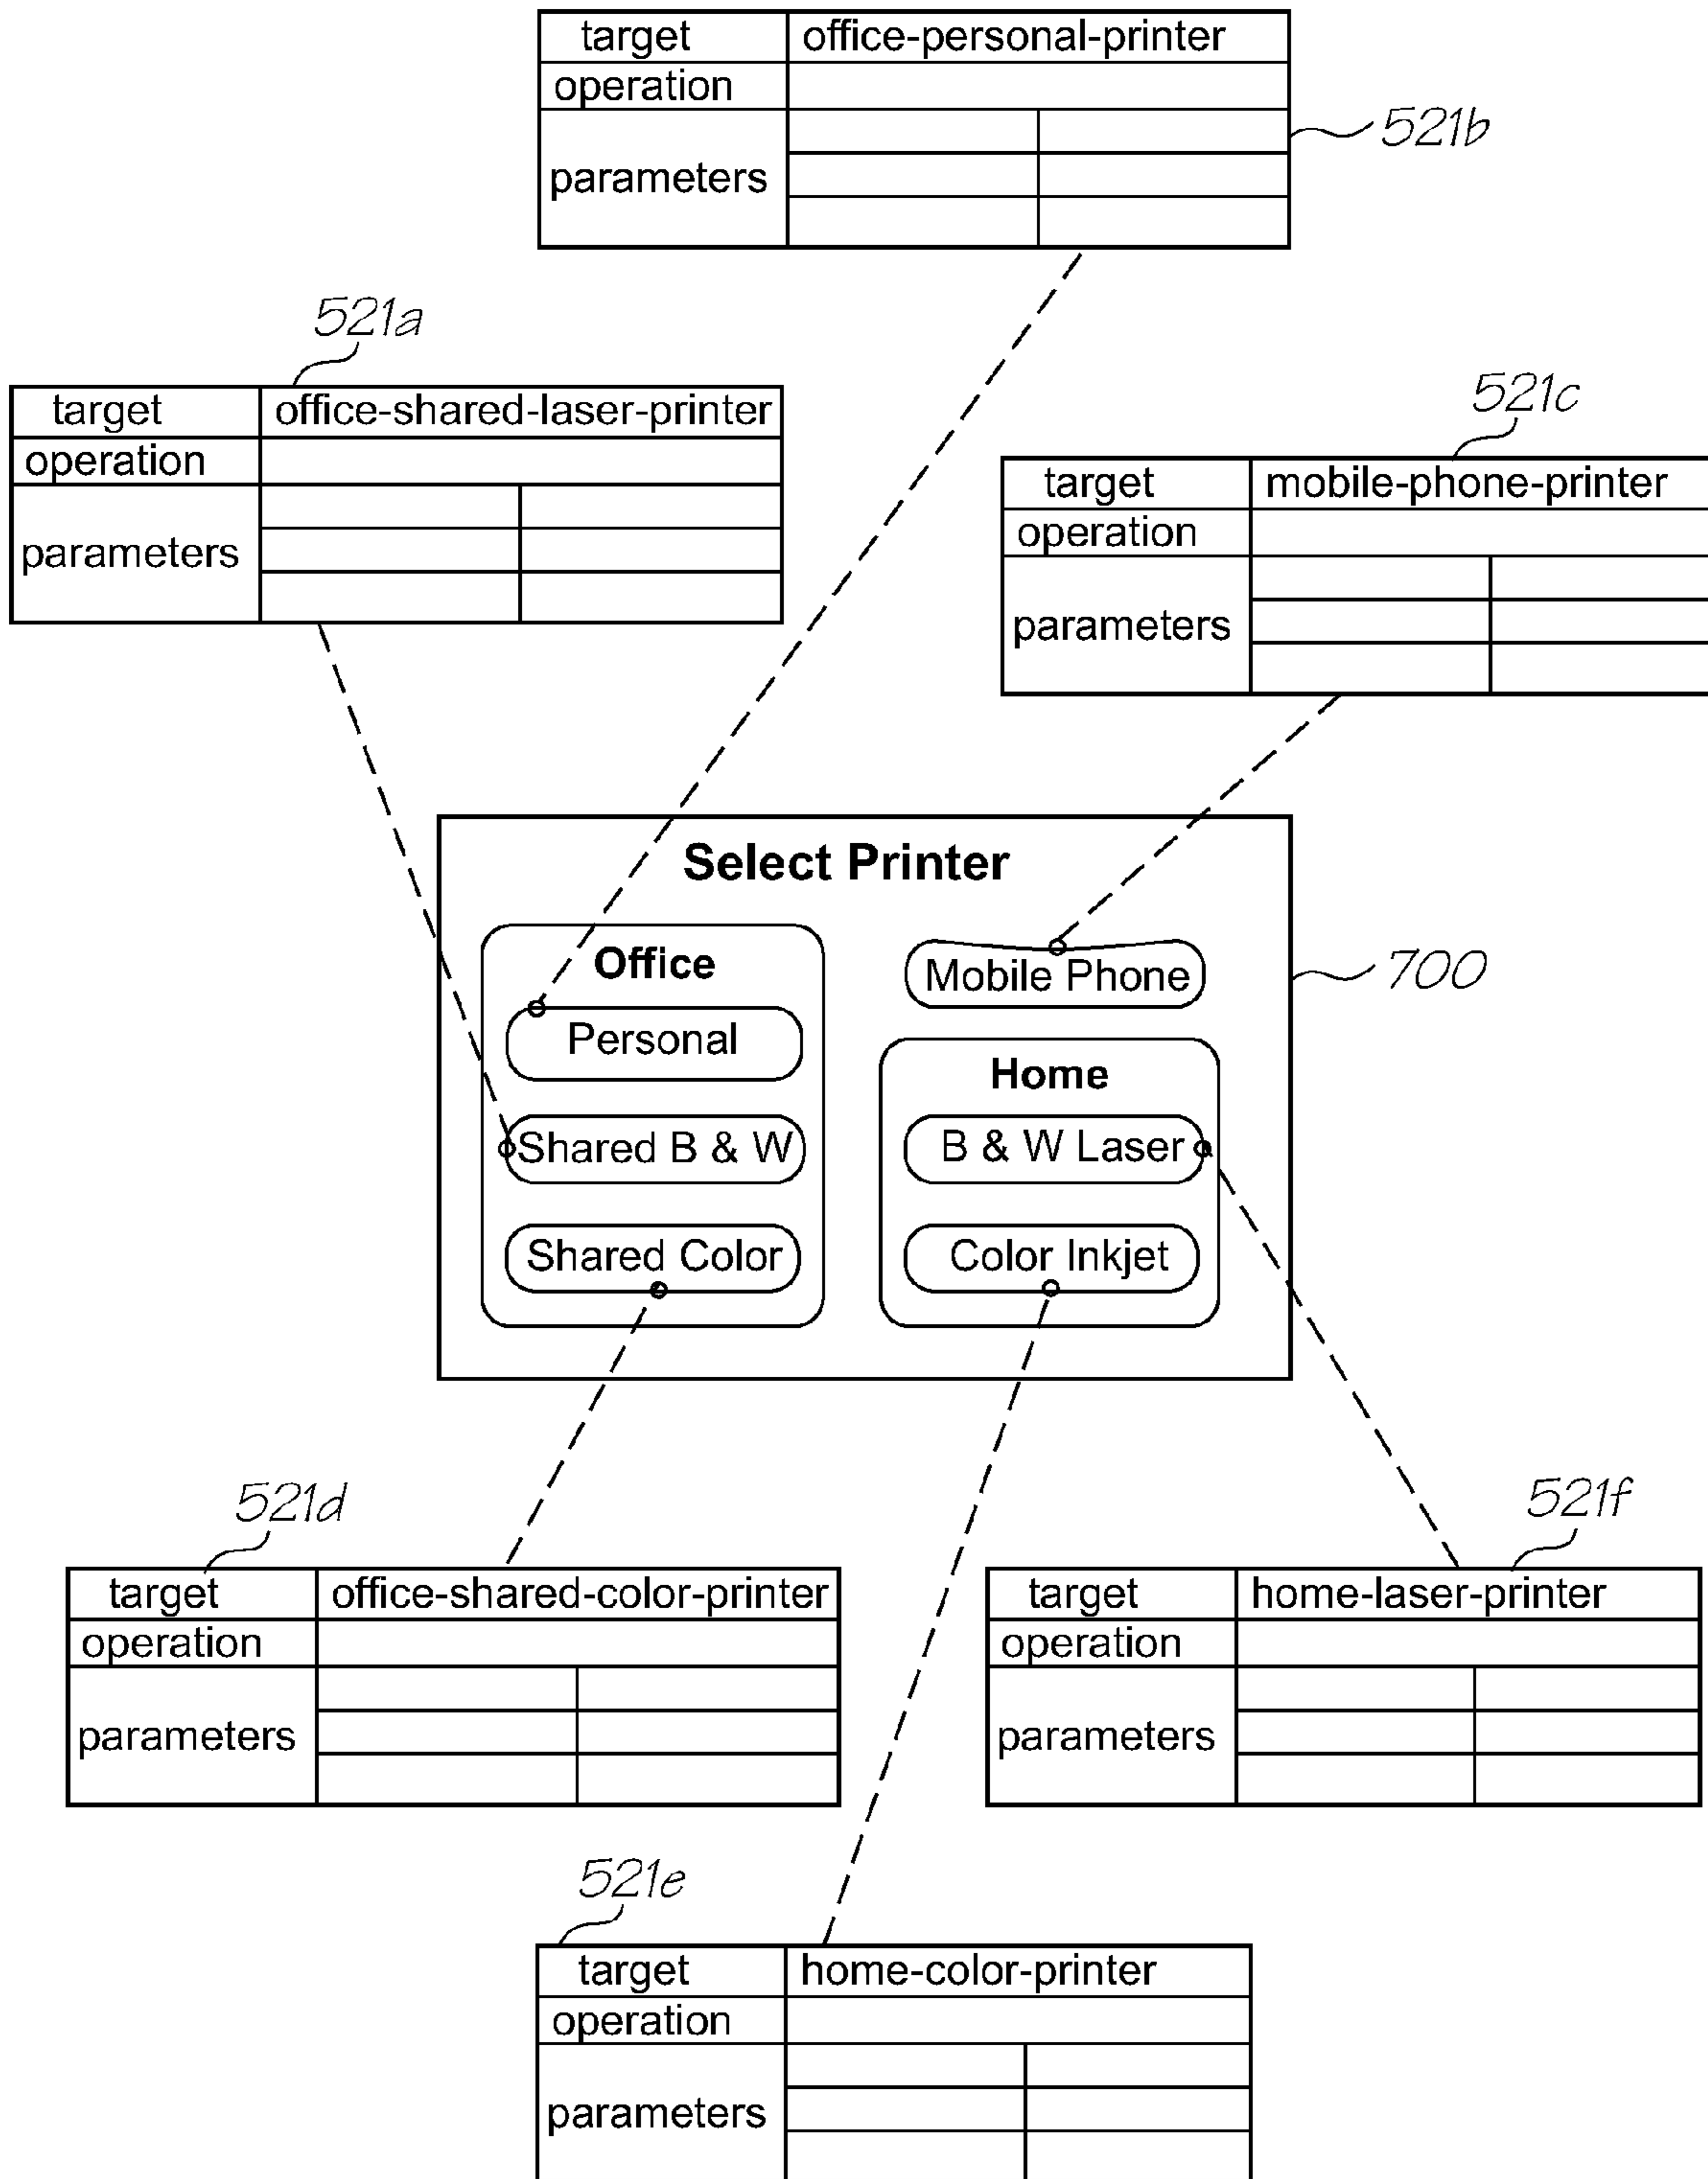 target office-personal-printer
operation
parameters
521b
521a
target office-shared-laser-printer
operation
parameters
521c
target mobile-phone-printer
operation
parameters
Select Printer
Office
Personal
Shared B & W
Shared Color
Mobile Phone
Home
B & W Laser
Color Inkjet
700
521d
target office-shared-color-printer
operation
parameters
521f
target home-laser-printer
operation
parameters
521e
target home-color-printer
operation
parameters